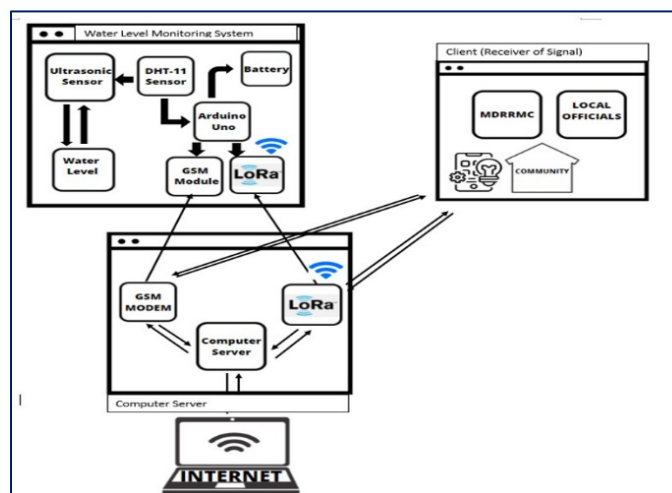 Water Level Monitoring System
Ultrasonic
Sensor
DHT-11
Sensor
Battery
Arduino
Uno
Water
Level
GSM
Module
LoRa
Client (Receiver of Signal)
MDRRMC
LOCAL
OFFICIALS
COMMUNITY
GSM
MODEM
LoRa
Computer
Server
Computer Server
INTERNET